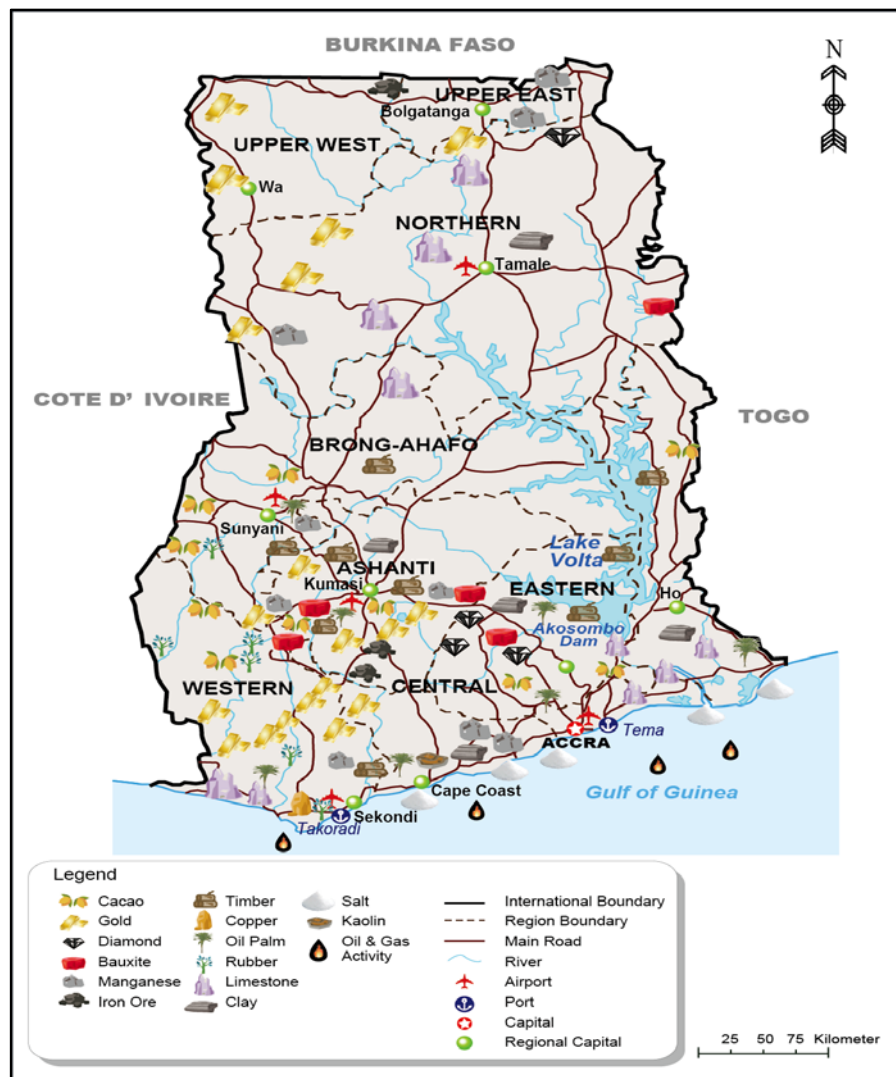 BURKINA FASO
N
UPPER EAST
Bolgatanga
UPPER WEST
Wa
NORTHERN
Tamale
COTE D' IVOIRE
TOGO
BRONG-AHAFO
Sunyani
Lake
Volta
ASHANTI
Kumasi
EASTERN
Ho
Akosombo
Dam
WESTERN
CENTRAL
ACCRA
Tema
Cape Coast
Gulf of Guinea
Sekondi
Takoradi
Legend
Cacao
Gold
Diamond
Bauxite
Manganese
Iron Ore
Timber
Copper
Oil Palm
Rubber
Limestone
Clay
Salt
Kaolin
Oil & Gas
Activity
International Boundary
Region Boundary
Main Road
River
Airport
Port
Capital
Regional Capital
25 50 75 Kilometer